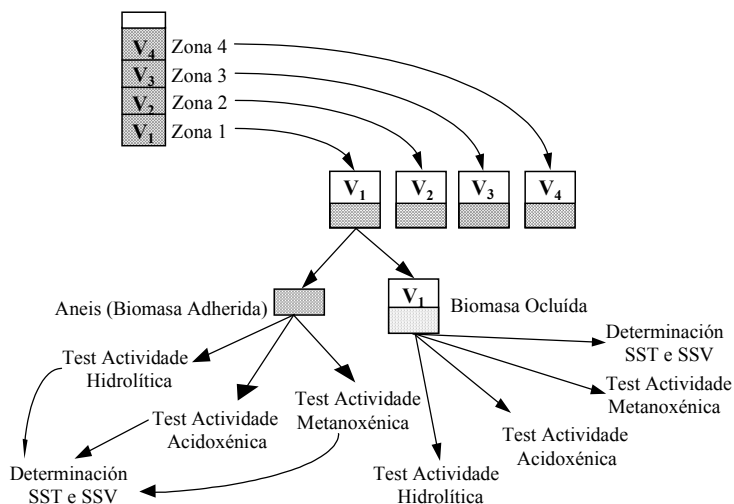 V4 Zona 4
V3 Zona 3
V2 Zona 2
V1 Zona 1
V1 V2 V3 V4
Aneis (Biomasa Adherida)
V1
Biomasa Ocluída
Test Actividade
Hidrolítica
Test Actividade
Acidoxénica
Test Actividade
Metanoxénica
Determinación
SST e SSV
Determinación
SST e SSV
Test Actividade
Metanoxénica
Test Actividade
Acidoxénica
Test Actividade
Hidrolítica